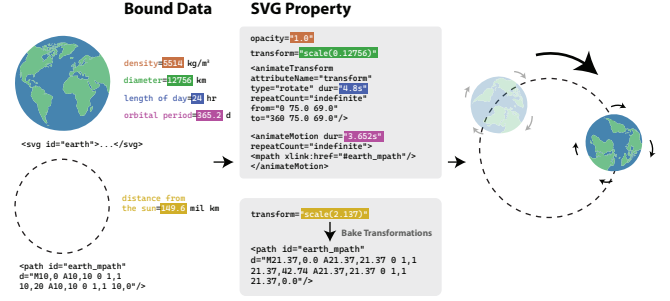 Bound Data
density=5514 kg/m³
diameter=12756 km
length of day=24 hr
orbital period=365.2 d
<svg id="earth">...</svg>
distance from
the sun=149.6 mil km
<path id="earth_mpath"
d="M10,0 A10,10 0 1,1
10,20 A10,10 0 1,1 10,0"/>
SVG Property
opacity="1.0"
transform="scale(0.12756)"
<animateTransform
attributeName="transform"
type="rotate" dur="4.8s"
repeatCount="indefinite"
from="0 75.0 69.0"
to="360 75.0 69.0"/>
<animateMotion dur="3.652s"
repeatCount="indefinite">
<mpath xlink:href="#earth_mpath"/>
</animateMotion>
transform="scale(2.137)"
Bake Transformations
<path id="earth_mpath"
d="M21.37,0.0 A21.37,21.37 0 1,1
21.37,42.74 A21.37,21.37 0 1,1
21.37,0.0"/>